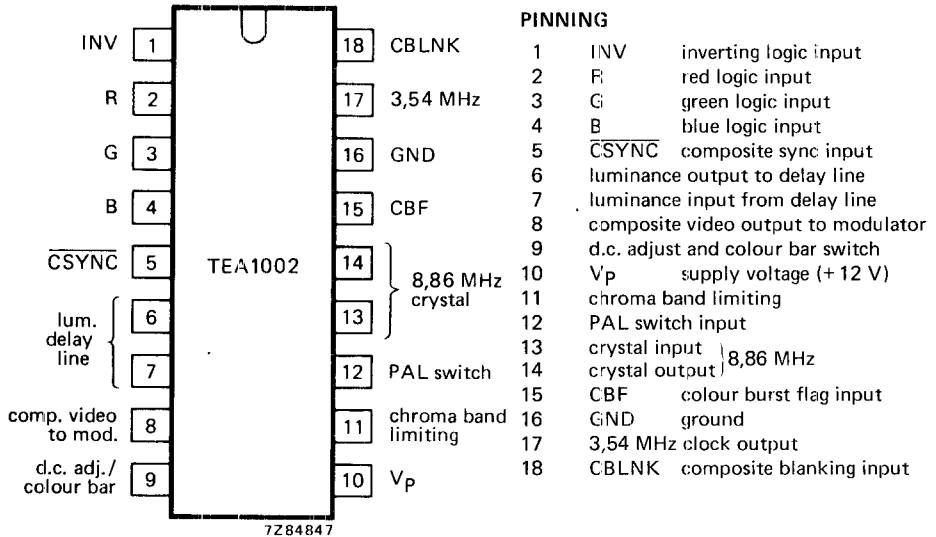 INV 1
R 2
G 3
B 4
CSYNC 5
lum.
delay
line
6
7
comp. video
to mod.
8
d.c. adj./
colour bar
9
TEA1002
18 CBLNK
17 3,54 MHz
16 GND
15 CBF
14
13
8,86 MHz
crystal
12 PAL switch
11 chroma band
limiting
10 Vp
7Z84847
PINNING
1 INV inverting logic input
2 R red logic input
3 G green logic input
4 B blue logic input
5 CSYNC composite sync input
6 luminance output to delay line
7 luminance input from delay line
8 composite video output to modulator
9 d.c. adjust and colour bar switch
10 Vp supply voltage (+ 12 V)
11 chroma band limiting
12 PAL switch input
13 crystal input
14 crystal output
8,86 MHz
15 CBF colour burst flag input
16 GND ground
17 3,54 MHz clock output
18 CBLNK composite blanking input